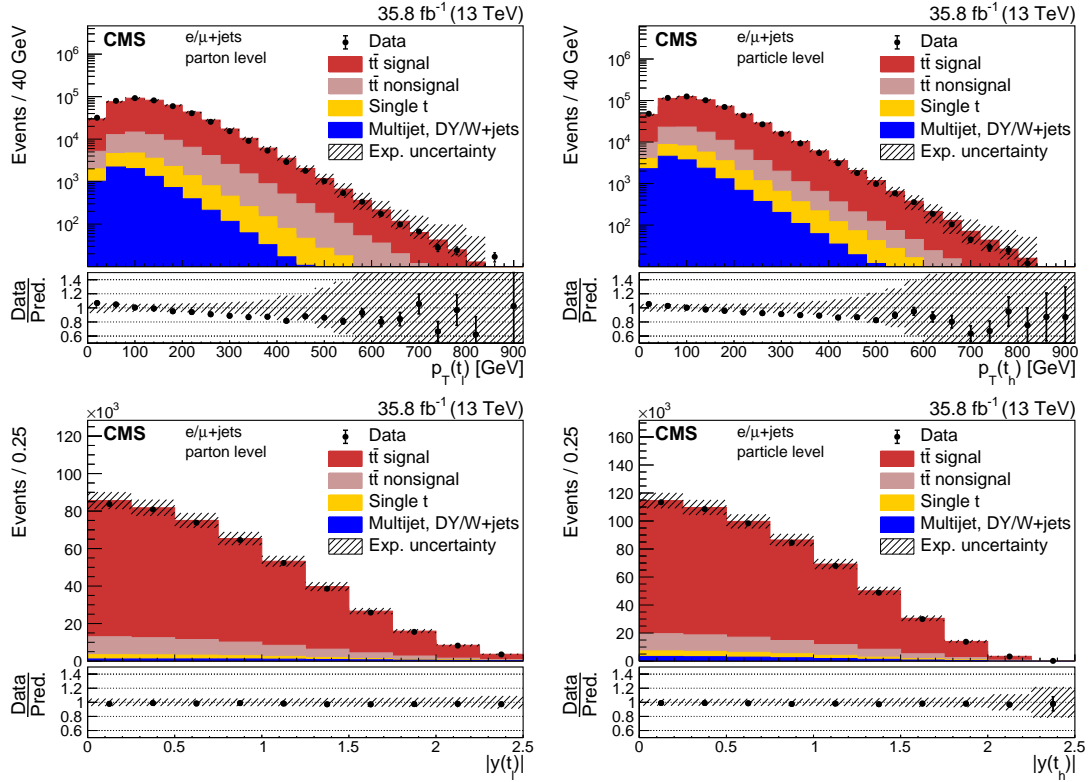 35.8 fb⁻¹ (13 TeV)
CMS
e/μ+jets
parton level
Data
tt̄ signal
tt̄ nonsignal
Single t
Multijet, DY/W+jets
Exp. uncertainty
Events / 40 GeV
10⁶
10⁵
10⁴
10³
10²
Data
Pred.
1.4
1.2
1
0.8
0.6
0 100 200 300 400 500 600 700 800 900
p_T(t_l) [GeV]
35.8 fb⁻¹ (13 TeV)
CMS
e/μ+jets
particle level
Data
tt̄ signal
tt̄ nonsignal
Single t
Multijet, DY/W+jets
Exp. uncertainty
Events / 40 GeV
10⁶
10⁵
10⁴
10³
10²
Data
Pred.
1.4
1.2
1
0.8
0.6
0 100 200 300 400 500 600 700 800 900
p_T(t_h) [GeV]
×10³
35.8 fb⁻¹ (13 TeV)
CMS
e/μ+jets
parton level
Data
tt̄ signal
tt̄ nonsignal
Single t
Multijet, DY/W+jets
Exp. uncertainty
Events / 0.25
120
100
80
60
40
20
0
Data
Pred.
1.4
1.2
1
0.8
0.6
0 0.5 1 1.5 2 2.5
|y(t_l)|
×10³
35.8 fb⁻¹ (13 TeV)
CMS
e/μ+jets
particle level
Data
tt̄ signal
tt̄ nonsignal
Single t
Multijet, DY/W+jets
Exp. uncertainty
Events / 0.25
160
140
120
100
80
60
40
20
0
Data
Pred.
1.4
1.2
1
0.8
0.6
0 0.5 1 1.5 2 2.5
|y(t_h)|